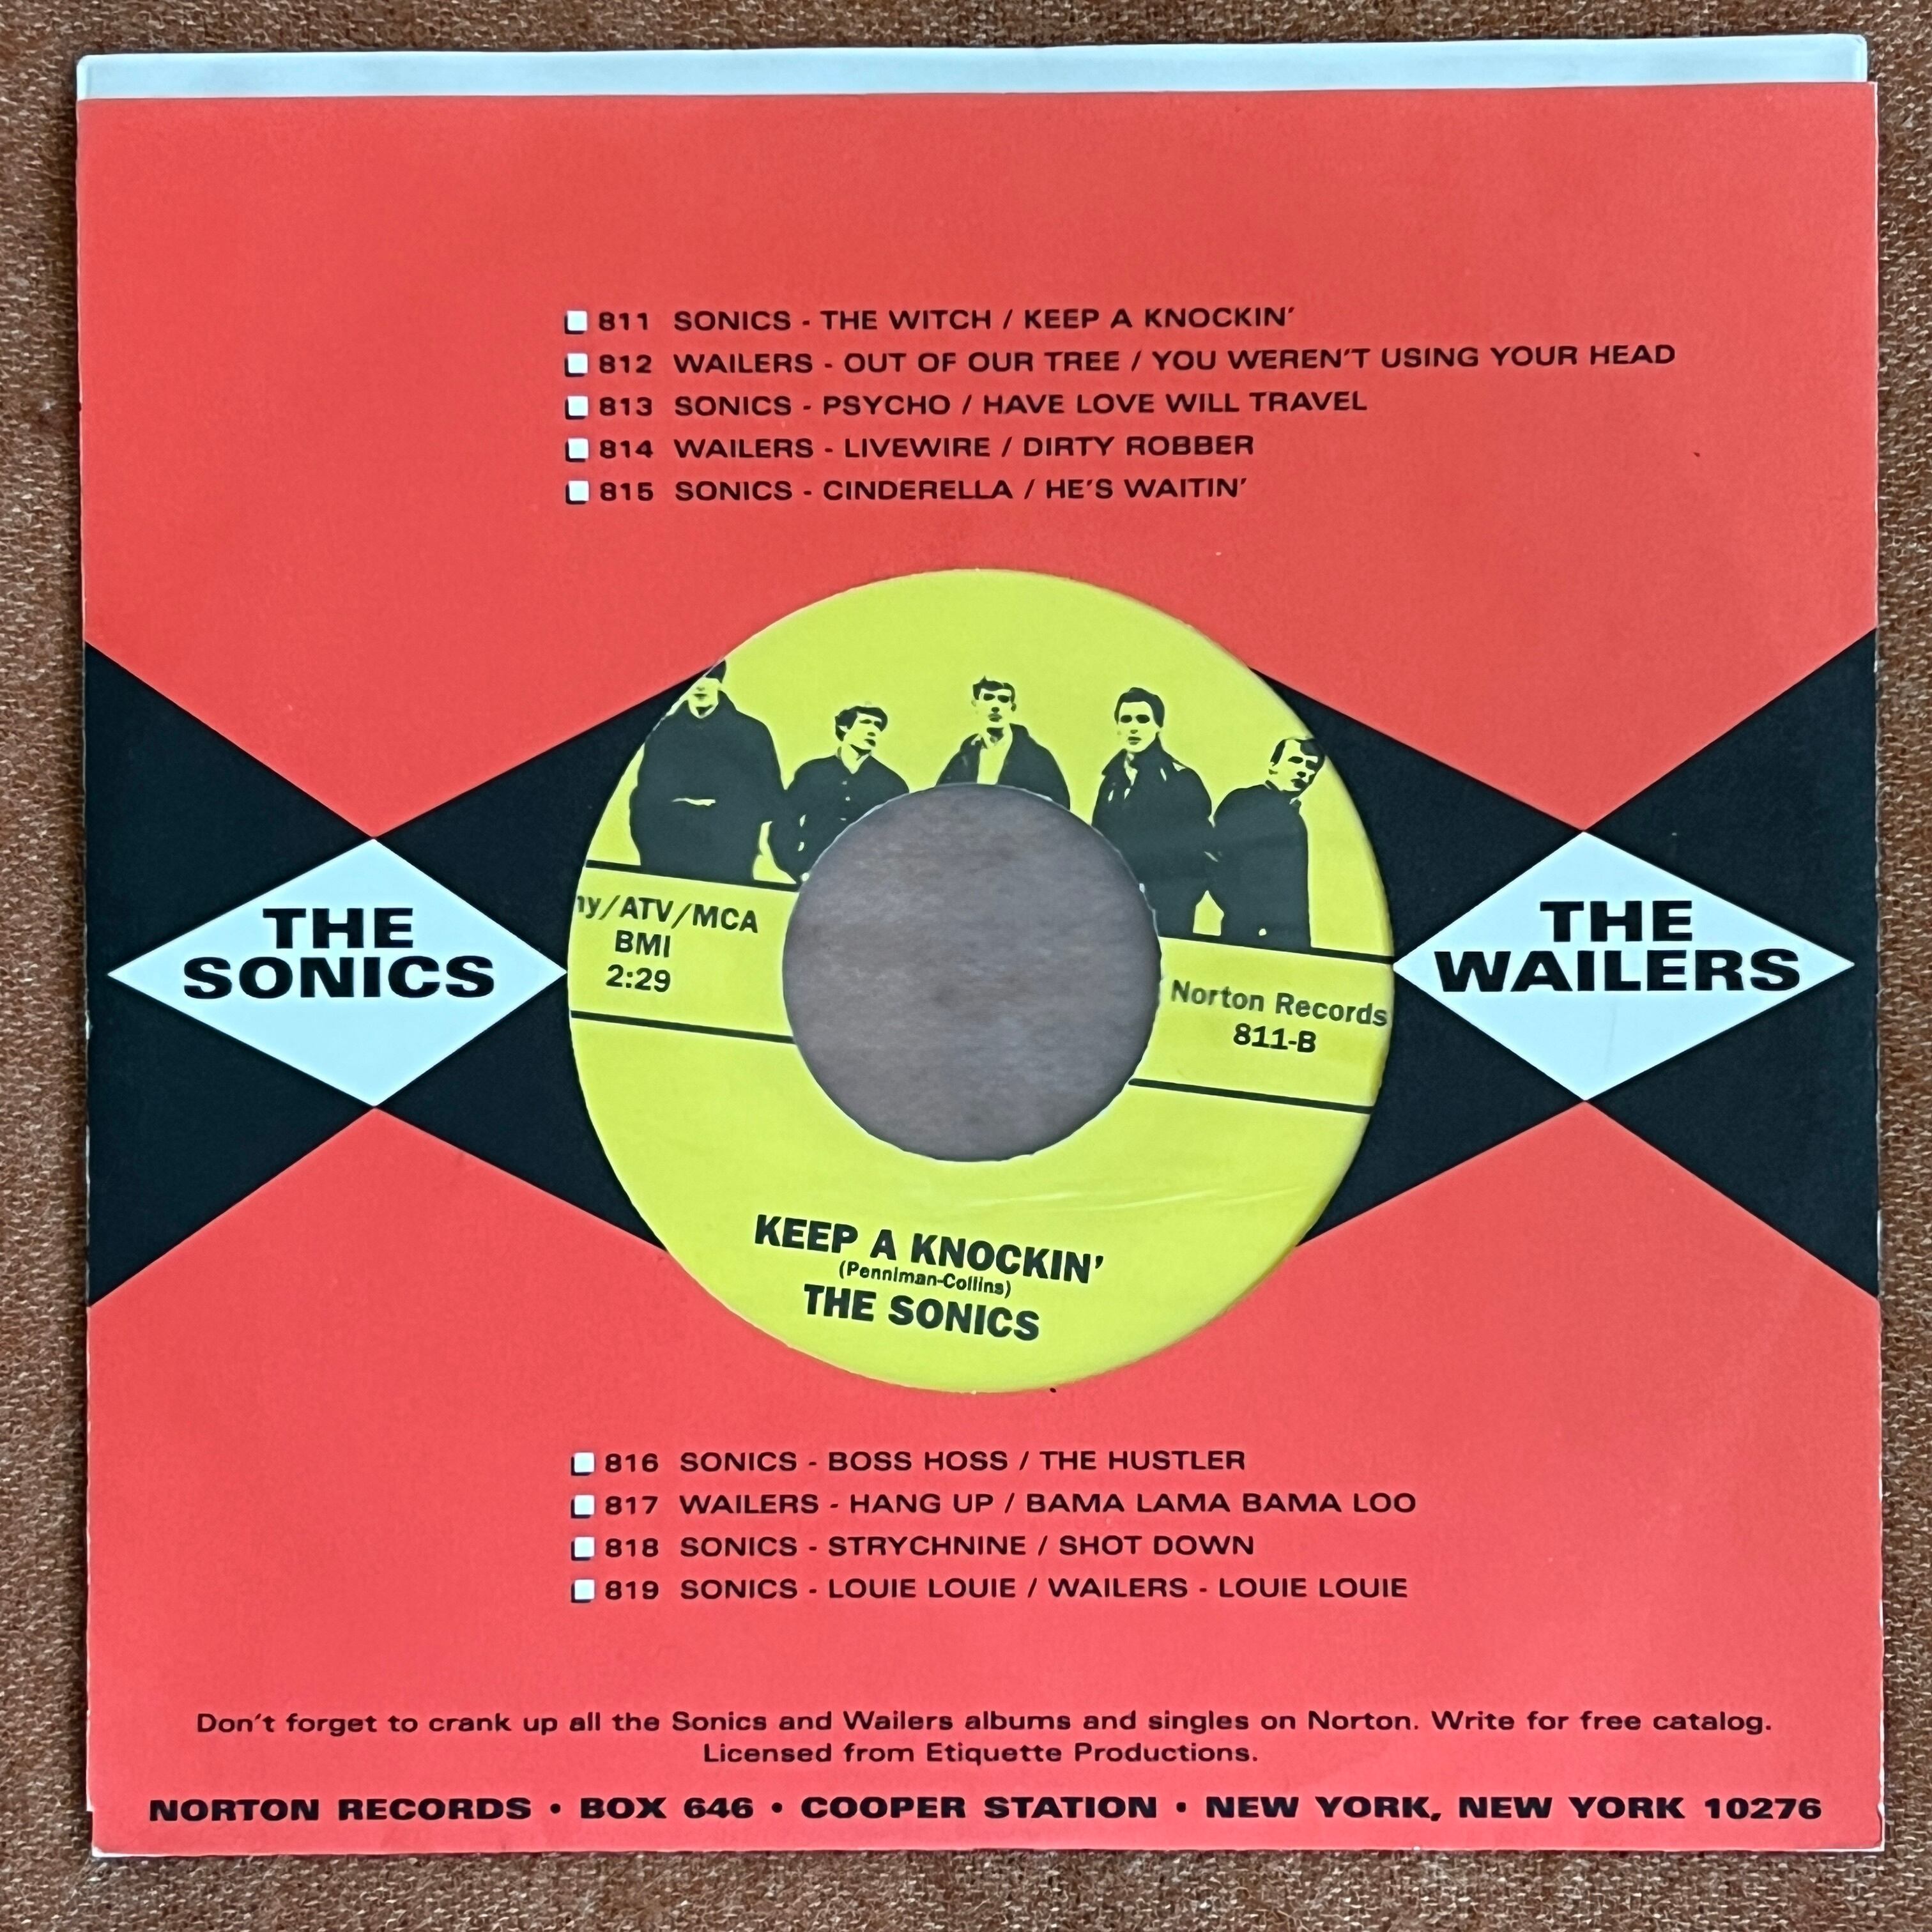 811 SONICS - THE WITCH / KEEP A KNOCKIN'
812 WAILERS - OUT OF OUR TREE / YOU WEREN'T USING YOUR HEAD
813 SONICS - PSYCHO / HAVE LOVE WILL TRAVEL
814 WAILERS - LIVEWIRE / DIRTY ROBBER
815 SONICS - CINDERELLA / HE'S WAITIN'
THE
SONICS
/ATV/MCA
BMI
2:29
Norton Records
811-B
THE
WAILERS
KEEP A KNOCKIN'
(Penniman-Collins)
THE SONICS
816 SONICS - BOSS HOSS / THE HUSTLER
817 WAILERS - HANG UP / BAMA LAMA BAMA LOO
818 SONICS - STRYCHNINE / SHOT DOWN
819 SONICS - LOUIE LOUIE / WAILERS - LOUIE LOUIE
Don't forget to crank up all the Sonics and Wailers albums and singles on Norton. Write for free catalog.
Licensed from Etiquette Productions.
NORTON RECORDS • BOX 646 • COOPER STATION • NEW YORK, NEW YORK 10276